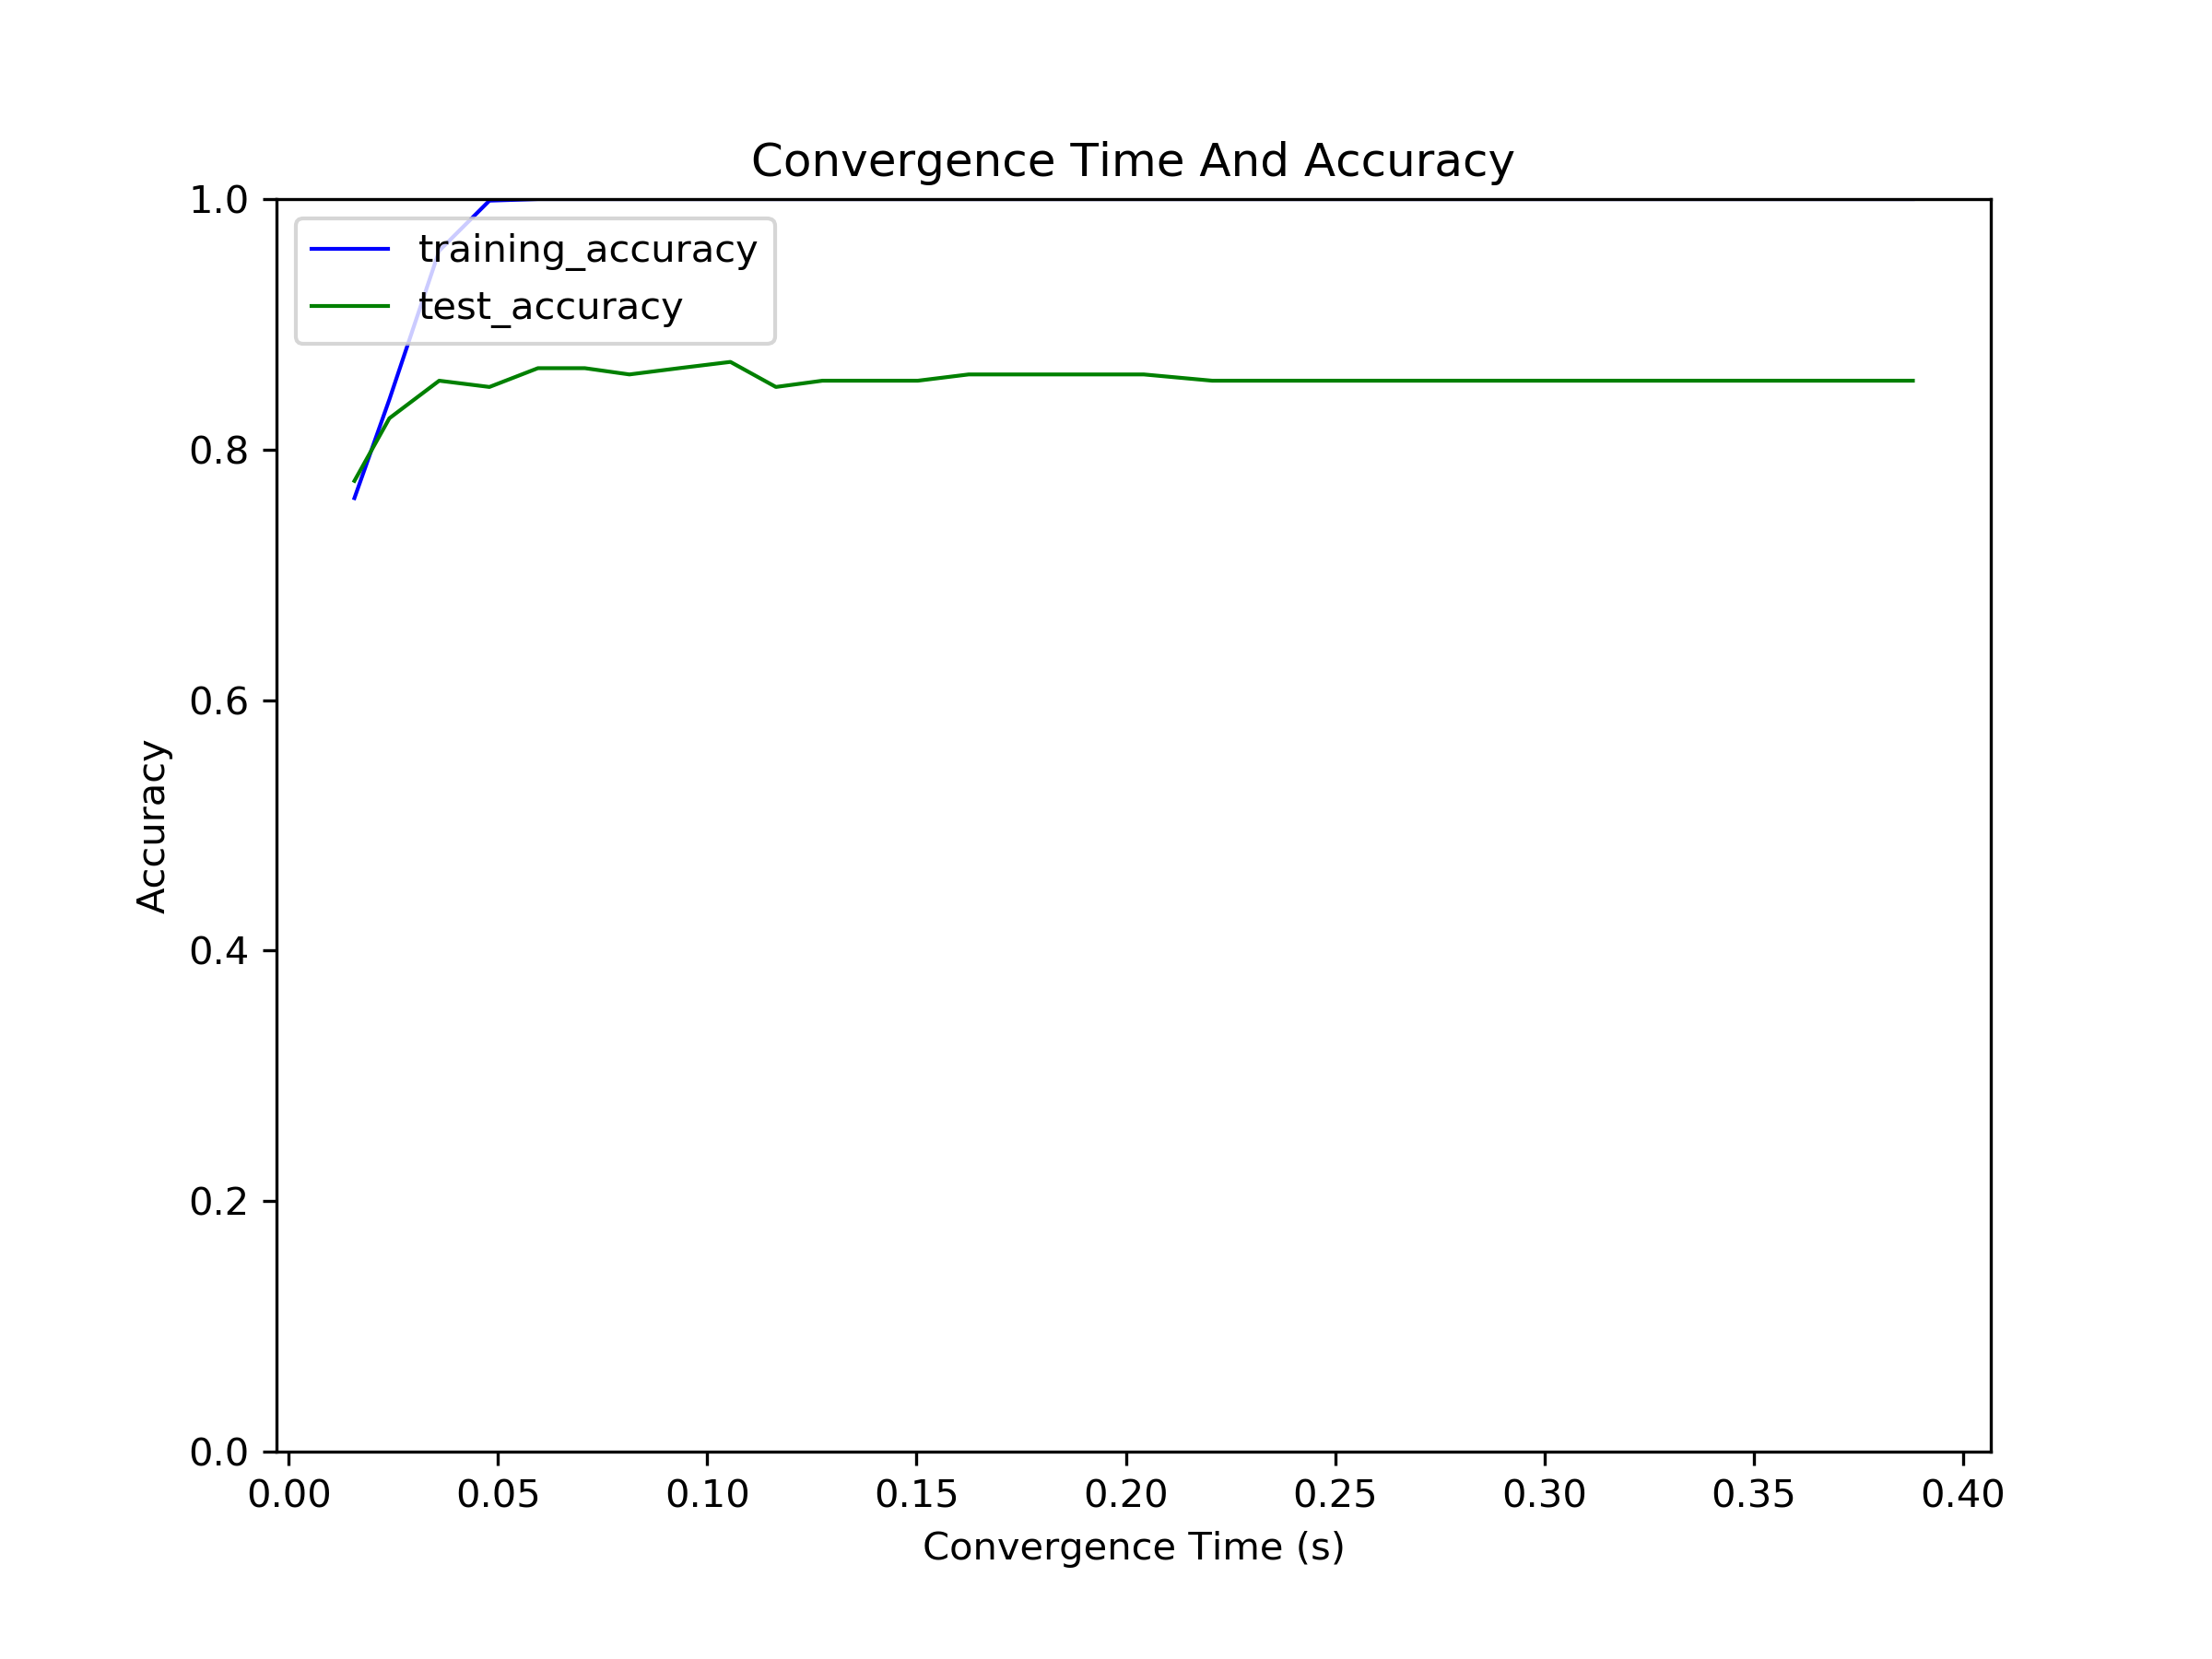 Convergence Time And Accuracy
1.0
0.8
0.6
0.4
0.2
0.0
Accuracy
training_accuracy
test_accuracy
0.00 0.05 0.10 0.15 0.20 0.25 0.30 0.35 0.40
Convergence Time (s)